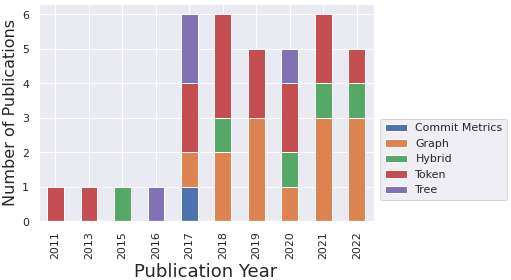 Number of Publications
6
5
4
3
2
1
0
2011
2013
2015
2016
2017
2018
2019
2020
2021
2022
Publication Year
Commit Metrics
Graph
Hybrid
Token
Tree